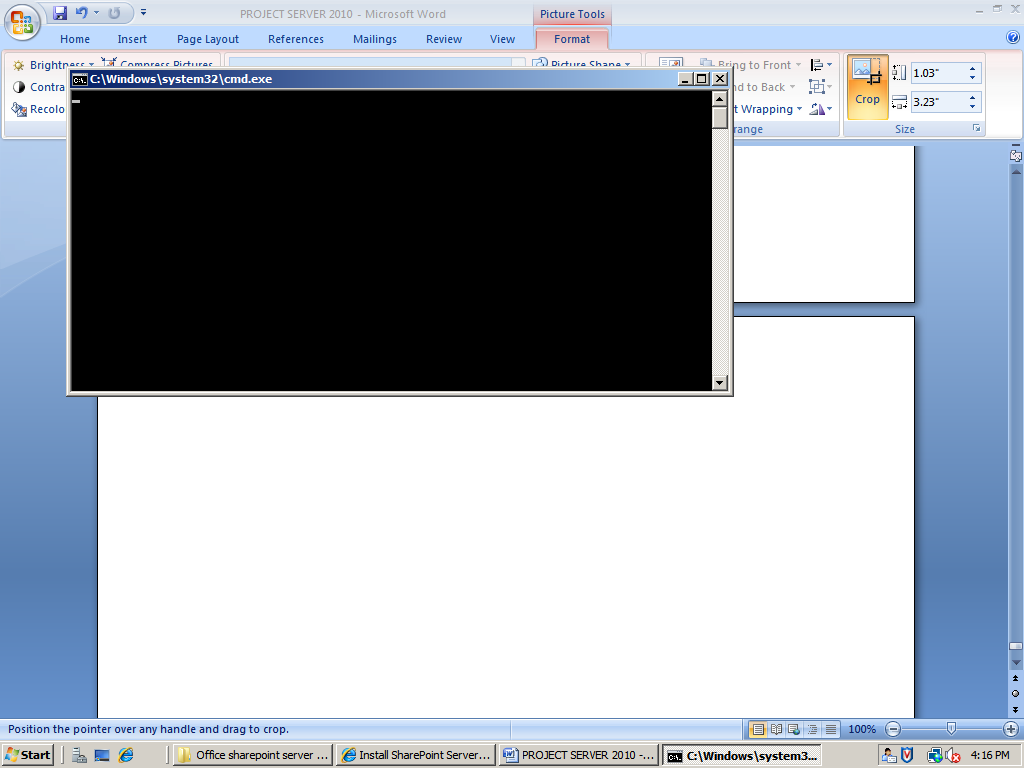 PROJECT SERVER 2010 - Microsoft Word
Picture Tools
Home Insert Page Layout References Mailings Review View Format
Brightness Compress Pictures Picture Shape Bring to Front 1.03"
C:\Windows\system32\cmd.exe
Contra nd to Back Crop
Recolo t Wrapping 3.23"
range Size
Position the pointer over any handle and drag to crop. 100%
Start Office sharepoint server ... Install SharePoint Server... PROJECT SERVER 2010 -... C:\Windows\system3... 4:16 PM